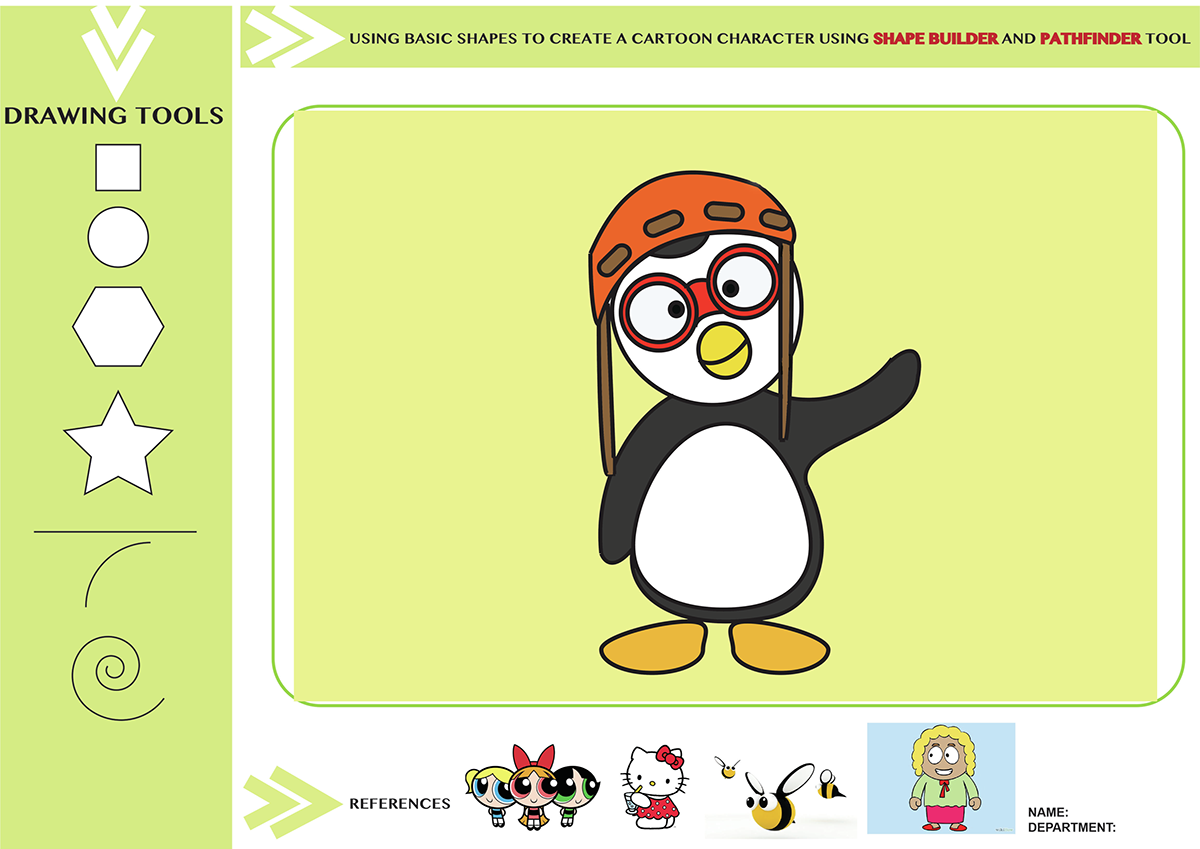 USING BASIC SHAPES TO CREATE A CARTOON CHARACTER USING SHAPE BUILDER AND PATHFINDER TOOL
DRAWING TOOLS
REFERENCES
NAME:
DEPARTMENT: